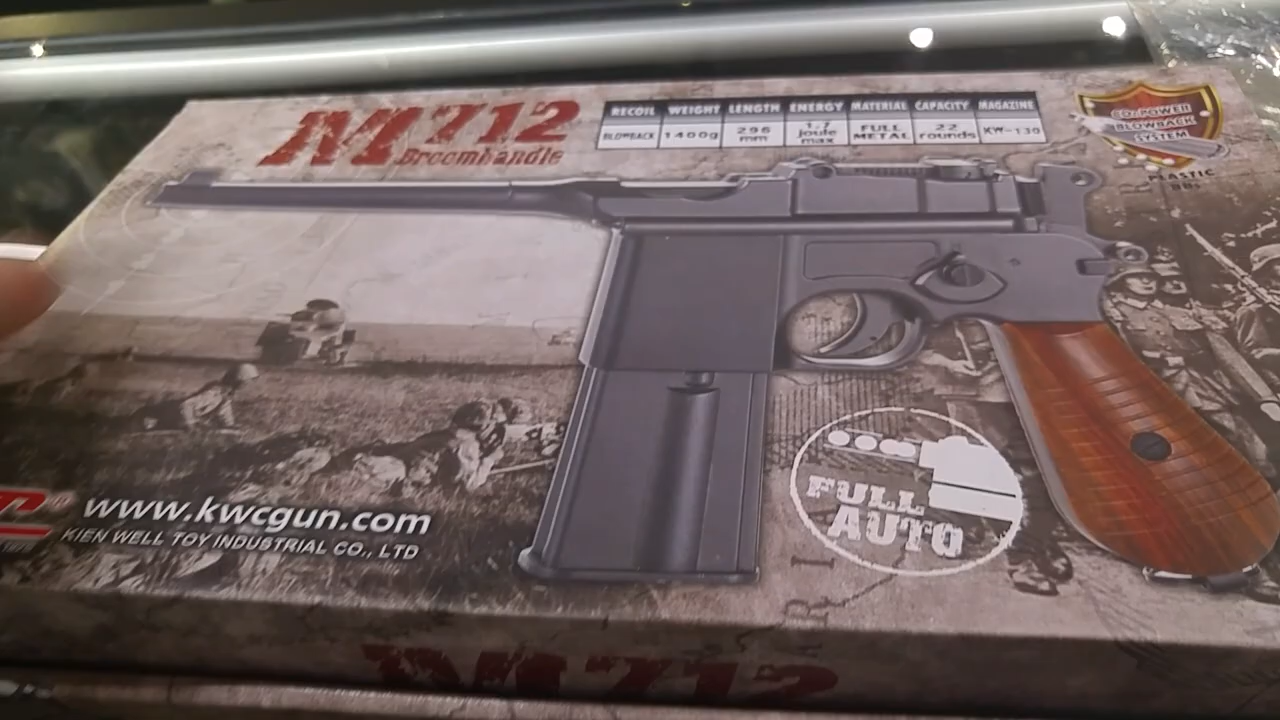 M712
Broomhandle
RECOIL WEIGHT LENGTH ENERGY MATERIAL CAPACITY MAGAZINE
BLOWBACK 1400g 296 mm 1.7 joule max FULL METAL 22 rounds KW-130
CO2 POWER
BLOWBACK
SYSTEM
PLASTIC
BBs
FULL
AUTO
www.kwcgun.com
KIEN WELL TOY INDUSTRIAL CO., LTD
M712